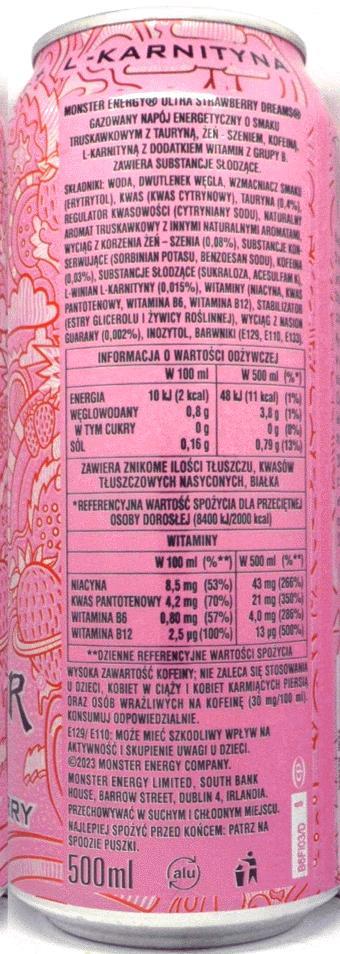 L-KARNITYNA
MONSTER ENERGY® ULTRA STRAWBERRY DREAMS®
GAZOWANY NAPÓJ ENERGETYCZNY O SMAKU
TRUSKAWKOWYM Z TAURYNĄ, ŻEŃ - SZENIEM, KOFEINĄ,
L-KARNITYNĄ Z DODATKIEM WITAMIN Z GRUPY B.
ZAWIERA SUBSTANCJE SŁODZĄCE.
SKŁADNIKI: WODA, DWUTLENEK WĘGLA, WZMACNIACZ SMAKU
(ERYTRYTOL), KWAS (KWAS CYTRYNOWY), TAURYNA (0,4%),
REGULATOR KWASOWOŚCI (CYTRYNIANY SODU), NATURALNY
AROMAT TRUSKAWKOWY Z INNYMI NATURALNYMI AROMATAMI,
WYCIĄG Z KORZENIA ŻEŃ – SZENIA (0,08%), SUBSTANCJE KON-
SERWUJĄCE (SORBINIAN POTASU, BENZOESAN SODU), KOFEINA
(0,03%), SUBSTANCJE SŁODZĄCE (SUKRALOZA, ACESULFAM K),
L-WINIAN L-KARNITYNY (0,015%), WITAMINY (NIACYNA, KWAS
PANTOTENOWY, WITAMINA B6, WITAMINA B12), STABILIZATOR
(ESTRY GLICEROLU I ŻYWICY ROŚLINNEJ), WYCIĄG Z NASION
GUARANY (0,002%), INOZYTOL, BARWNIKI (E129, E110, E133).
INFORMACJA O WARTOŚCI ODŻYWCZEJ
W 100 ml W 500 ml (%*)
ENERGIA 10 kJ (2 kcal) 48 kJ (11 kcal) (1%)
WĘGLOWODANY 0,8 g 3,8 g (1%)
W TYM CUKRY 0 g 0 g (0%)
SÓL 0,16 g 0,79 g (13%)
ZAWIERA ZNIKOME ILOŚCI TŁUSZCZU, KWASÓW
TŁUSZCZOWYCH NASYCONYCH, BIAŁKA
*REFERENCYJNA WARTOŚĆ SPOŻYCIA DLA PRZECIĘTNEJ
OSOBY DOROSŁEJ (8400 kJ/2000 kcal)
WITAMINY
W 100 ml (%**) W 500 ml (%**)
NIACYNA 8,5 mg (53%) 43 mg (266%)
KWAS PANTOTENOWY 4,2 mg (70%) 21 mg (350%)
WITAMINA B6 0,80 mg (57%) 4,0 mg (286%)
WITAMINA B12 2,5 µg (100%) 13 µg (500%)
**DZIENNE REFERENCYJNE WARTOŚCI SPOŻYCIA
WYSOKA ZAWARTOŚĆ KOFEINY; NIE ZALECA SIĘ STOSOWANIA
U DZIECI, KOBIET W CIĄŻY I KOBIET KARMIĄCYCH PIERSIĄ
ORAZ OSÓB WRAŻLIWYCH NA KOFEINĘ (30 mg/100 ml).
KONSUMUJ ODPOWIEDZIALNIE.
E129/ E110: MOŻE MIEĆ SZKODLIWY WPŁYW NA
AKTYWNOŚĆ I SKUPIENIE UWAGI U DZIECI.
©2023 MONSTER ENERGY COMPANY.
MONSTER ENERGY LIMITED, SOUTH BANK
HOUSE, BARROW STREET, DUBLIN 4, IRLANDIA.
PRZECHOWYWAĆ W SUCHYM I CHŁODNYM MIEJSCU.
NAJLEPIEJ SPOŻYĆ PRZED KOŃCEM: PATRZ NA
SPODZIE PUSZKI.
500ml
alu
B6FI03/D
R
RY